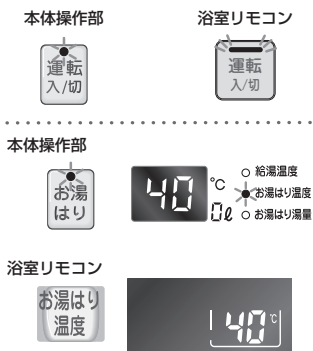 本体操作部
浴室リモコン
運転
入/切
運転
入/切
本体操作部
お湯
はり
40 ℃
0ℓ
給湯温度
お湯はり温度
お湯はり湯量
浴室リモコン
お湯はり
温度
40 ℃